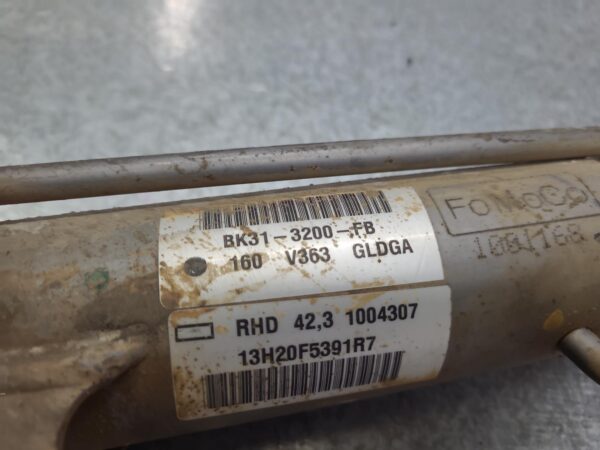 BK31-3200-FB
160 V363 GLDGA
RHD 42,3 1004307
13H20F5391R7
FoMoCo